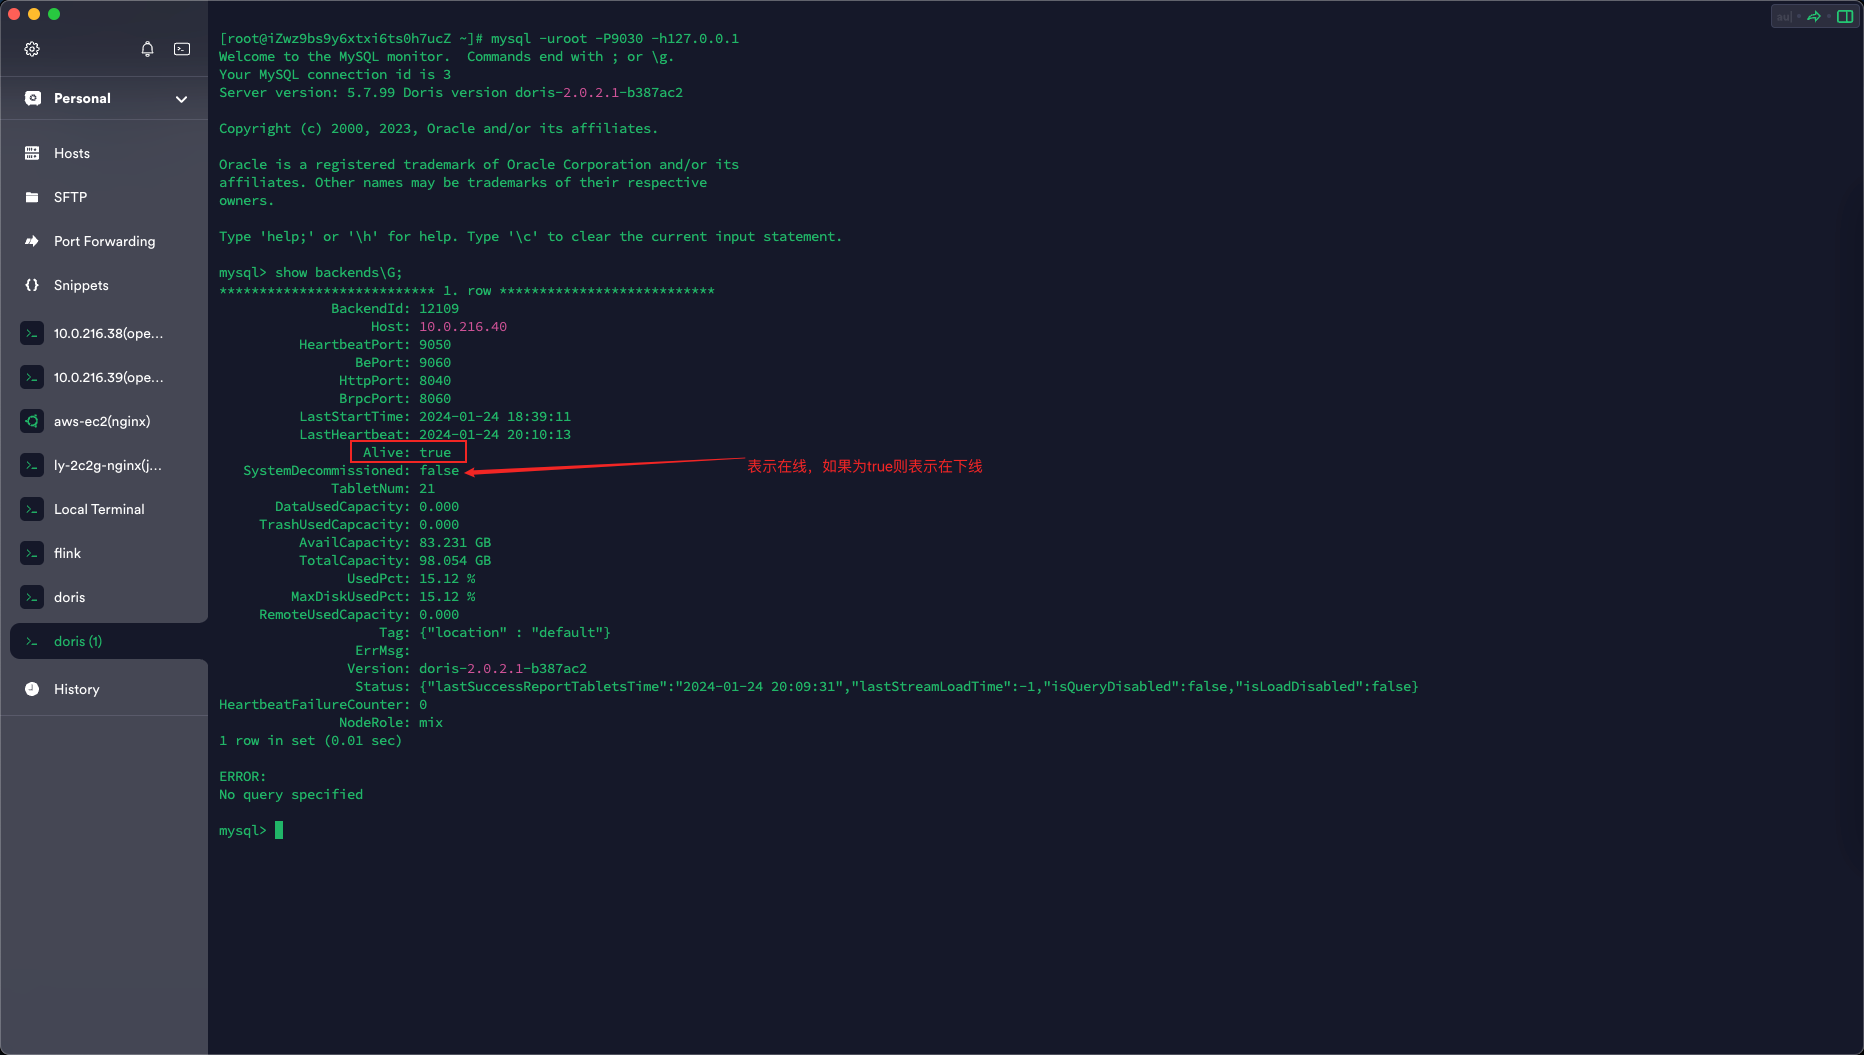 Personal
Hosts
SFTP
Port Forwarding
Snippets
10.0.216.38(ope...
10.0.216.39(ope...
aws-ec2(nginx)
ly-2c2g-nginx(j...
Local Terminal
flink
doris
doris (1)
History
[root@iZwz9bs9y6xtxi6ts0h7ucZ ~]# mysql -uroot -P9030 -h127.0.0.1
Welcome to the MySQL monitor.  Commands end with ; or \g.
Your MySQL connection id is 3
Server version: 5.7.99 Doris version doris-2.0.2.1-b387ac2
Copyright (c) 2000, 2023, Oracle and/or its affiliates.
Oracle is a registered trademark of Oracle Corporation and/or its
affiliates. Other names may be trademarks of their respective
owners.
Type 'help;' or '\h' for help. Type '\c' to clear the current input statement.
mysql> show backends\G;
*************************** 1. row ***************************
BackendId: 12109
Host: 10.0.216.40
HeartbeatPort: 9050
BePort: 9060
HttpPort: 8040
BrpcPort: 8060
LastStartTime: 2024-01-24 18:39:11
LastHeartbeat: 2024-01-24 20:10:13
Alive: true
SystemDecommissioned: false
表示在线，如果为true则表示在下线
TabletNum: 21
DataUsedCapacity: 0.000
TrashUsedCapcacity: 0.000
AvailCapacity: 83.231 GB
TotalCapacity: 98.054 GB
UsedPct: 15.12 %
MaxDiskUsedPct: 15.12 %
RemoteUsedCapacity: 0.000
Tag: {"location" : "default"}
ErrMsg:
Version: doris-2.0.2.1-b387ac2
Status: {"lastSuccessReportTabletsTime":"2024-01-24 20:09:31","lastStreamLoadTime":-1,"isQueryDisabled":false,"isLoadDisabled":false}
HeartbeatFailureCounter: 0
NodeRole: mix
1 row in set (0.01 sec)
ERROR:
No query specified
mysql>